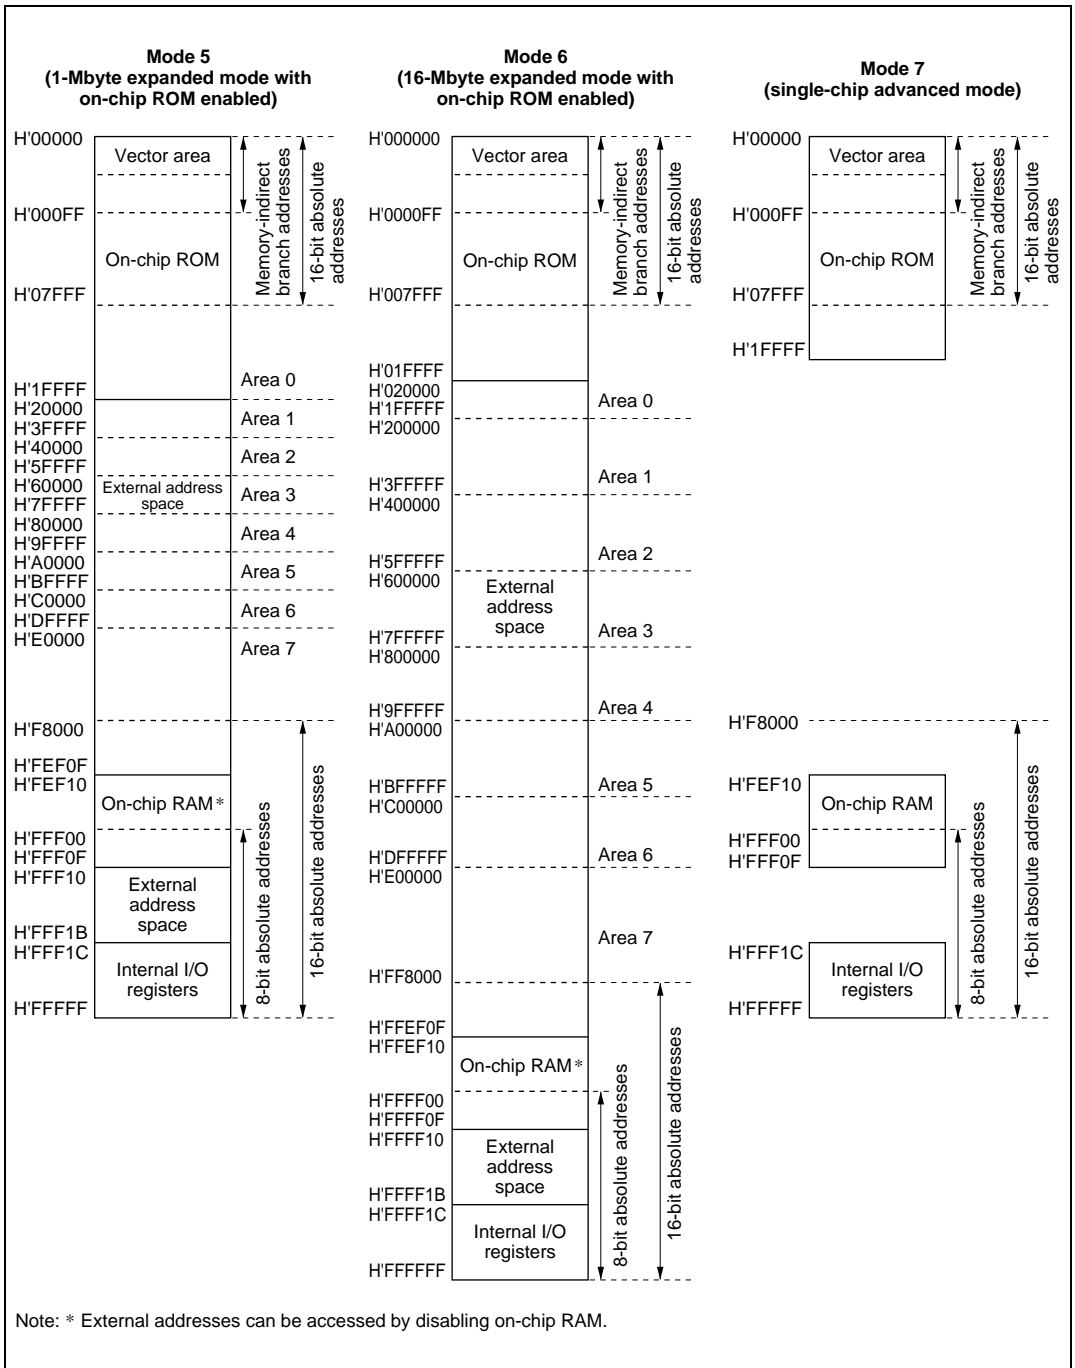 Mode 5
(1-Mbyte expanded mode with
on-chip ROM enabled)
H'00000
Vector area
H'000FF
On-chip ROM
H'07FFF
Memory-indirect
branch addresses
16-bit absolute
addresses
H'1FFFF
Area 0
H'20000
H'3FFFF
Area 1
H'40000
H'5FFFF
Area 2
H'60000
H'7FFFF
External address
space
Area 3
H'80000
H'9FFFF
Area 4
H'A0000
H'BFFFF
Area 5
H'C0000
H'DFFFF
Area 6
H'E0000
Area 7
H'F8000
H'FEF0F
H'FEF10
On-chip RAM*
H'FFF00
H'FFF0F
H'FFF10
External
address
space
H'FFF1B
H'FFF1C
Internal I/O
registers
H'FFFFF
8-bit absolute addresses
16-bit absolute addresses
Mode 6
(16-Mbyte expanded mode with
on-chip ROM enabled)
H'000000
Vector area
H'0000FF
On-chip ROM
H'007FFF
Memory-indirect
branch addresses
16-bit absolute
addresses
H'01FFFF
H'020000
Area 0
H'1FFFFF
H'200000
Area 1
H'3FFFFF
H'400000
Area 2
H'5FFFFF
H'600000
External
address
space
Area 3
H'7FFFFF
H'800000
Area 4
H'9FFFFF
H'A00000
Area 5
H'BFFFFF
H'C00000
Area 6
H'DFFFFF
H'E00000
Area 7
H'FF8000
H'FFEF0F
H'FFEF10
On-chip RAM*
H'FFFF00
H'FFFF0F
H'FFFF10
External
address
space
H'FFFF1B
H'FFFF1C
Internal I/O
registers
H'FFFFFF
8-bit absolute addresses
16-bit absolute addresses
Mode 7
(single-chip advanced mode)
H'00000
Vector area
H'000FF
On-chip ROM
H'07FFF
Memory-indirect
branch addresses
16-bit absolute
addresses
H'1FFFF
H'F8000
H'FEF10
On-chip RAM
H'FFF00
H'FFF0F
H'FFF1C
Internal I/O
registers
H'FFFFF
8-bit absolute addresses
16-bit absolute addresses
Note: * External addresses can be accessed by disabling on-chip RAM.